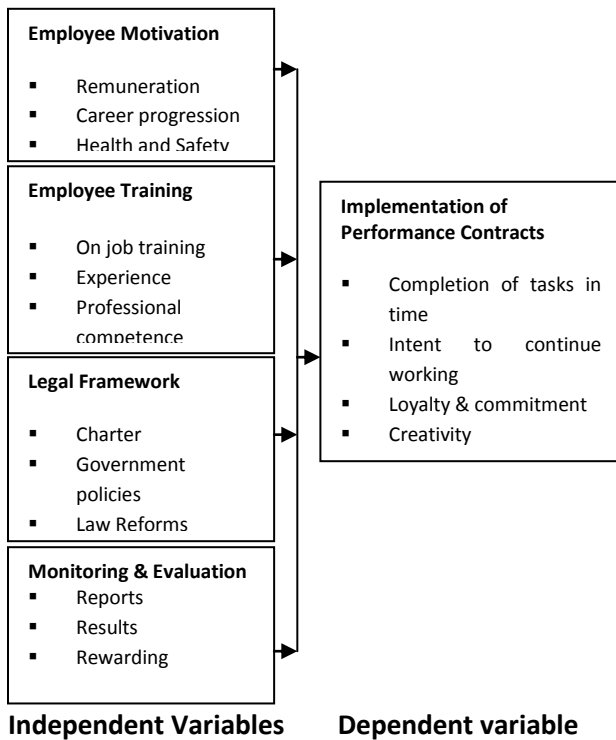 Employee Motivation
▪ Remuneration
▪ Career progression
▪ Health and Safety
Employee Training
▪ On job training
▪ Experience
▪ Professional
competence
Legal Framework
▪ Charter
▪ Government
policies
▪ Law Reforms
Monitoring & Evaluation
▪ Reports
▪ Results
▪ Rewarding
Implementation of
Performance Contracts
▪ Completion of tasks in
time
▪ Intent to continue
working
▪ Loyalty & commitment
▪ Creativity
Independent Variables
Dependent variable